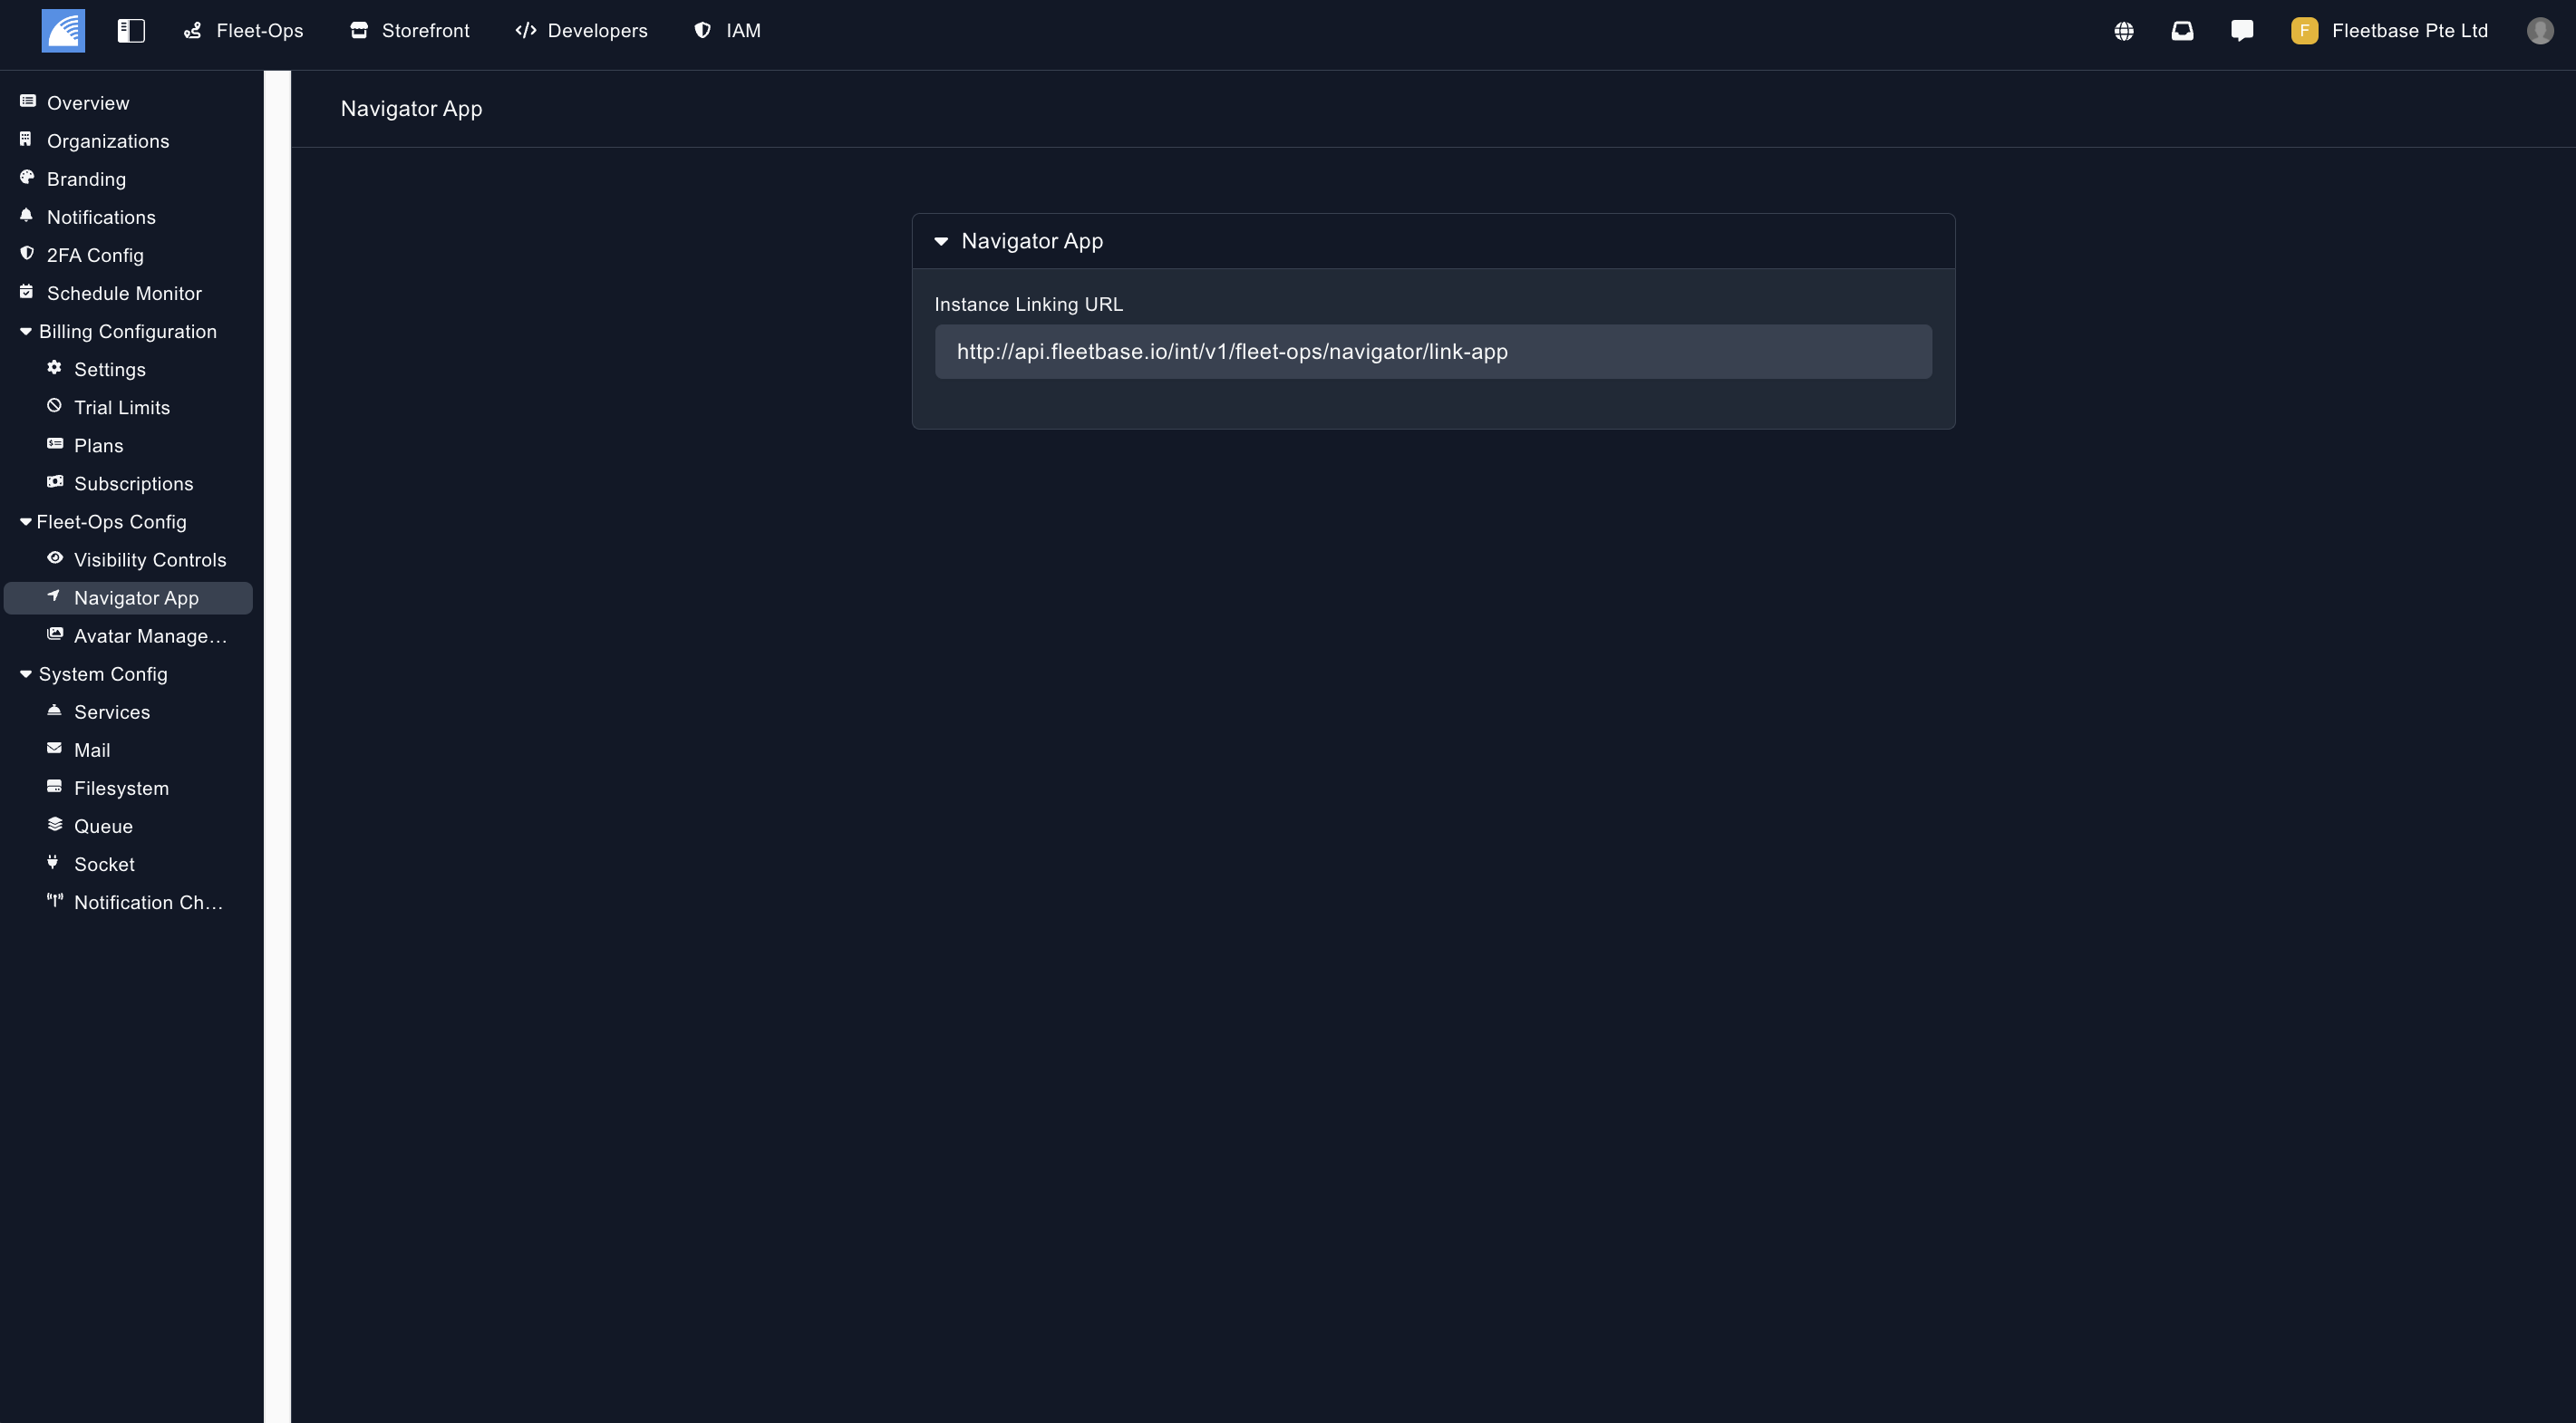 Fleet-Ops
Storefront
Developers
IAM
F
Fleetbase Pte Ltd
Overview
Organizations
Branding
Notifications
2FA Config
Schedule Monitor
Billing Configuration
Settings
Trial Limits
Plans
Subscriptions
Fleet-Ops Config
Visibility Controls
Navigator App
Avatar Manage…
System Config
Services
Mail
Filesystem
Queue
Socket
Notification Ch…
Navigator App
Navigator App
Instance Linking URL
http://api.fleetbase.io/int/v1/fleet-ops/navigator/link-app